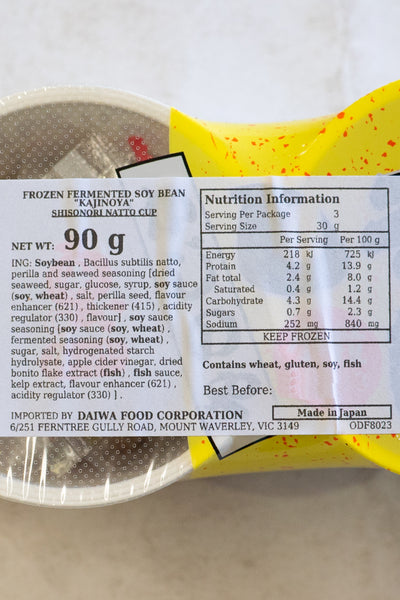 FROZEN FERMENTED SOY BEAN
"KAJINOYA"
SHISONORI NATTO CUP
NET WT: 90 g
ING: Soybean , Bacillus subtilis natto,
perilla and seaweed seasoning [dried
seaweed, sugar, glucose, syrup, soy sauce
(soy, wheat) , salt, perilla seed, flavour
enhancer (621) , thickener (415) , acidity
regulator (330) , flavour] , soy sauce
seasoning [soy sauce (soy, wheat) ,
fermented seasoning (soy, wheat) ,
sugar, salt, hydrogenated starch
hydrolysate, apple cider vinegar, dried
bonito flake extract (fish) , fish sauce,
kelp extract, flavour enhancer (621) ,
acidity regulator (330) ] .
Nutrition Information
Serving Per Package 3
Serving Size 30 g
Per Serving Per 100 g
Energy 218 kJ 725 kJ
Protein 4.2 g 13.9 g
Fat total 2.4 g 8.0 g
Saturated 0.4 g 1.2 g
Carbohydrate 4.3 g 14.4 g
Sugars 0.7 g 2.3 g
Sodium 252 mg 840 mg
KEEP FROZEN
Contains wheat, gluten, soy, fish
Best Before:
IMPORTED BY DAIWA FOOD CORPORATION
Made in Japan
6/251 FERNTREE GULLY ROAD, MOUNT WAVERLEY, VIC 3149
ODF8023